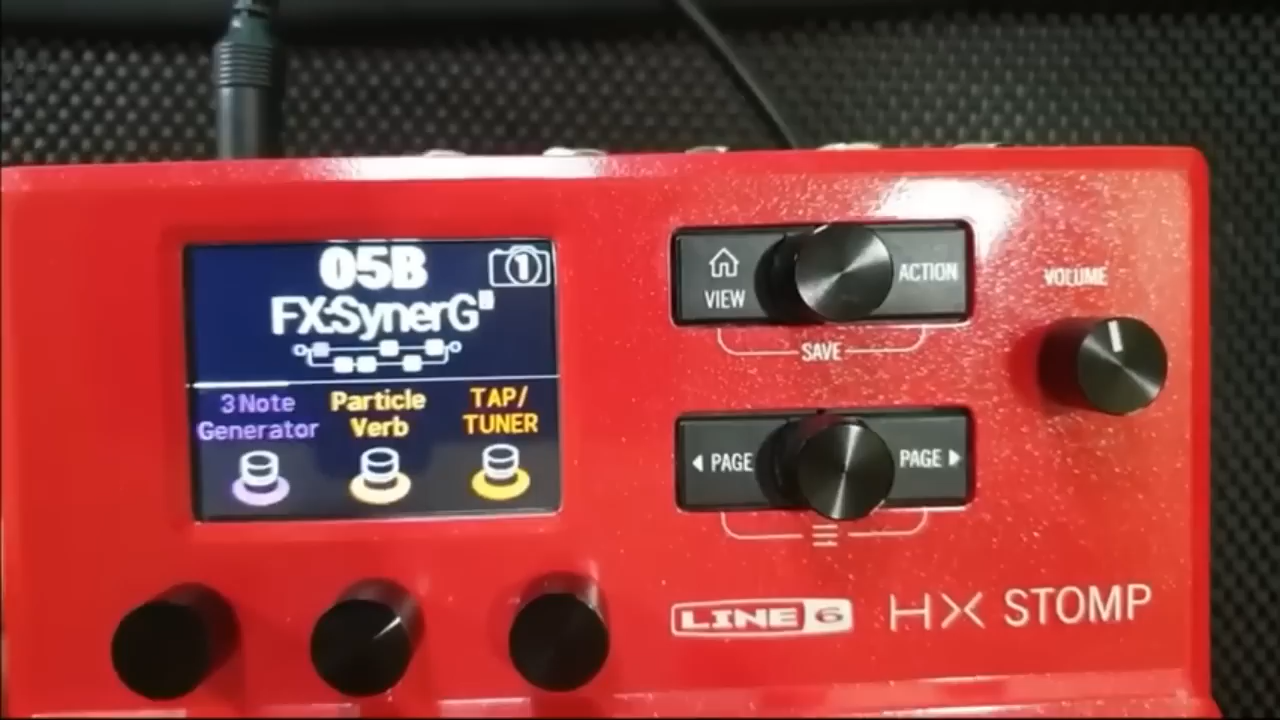 05B
1
FX:SynerG
3 Note
Generator
Particle
Verb
TAP/
TUNER
VIEW
ACTION
SAVE
VOLUME
◀ PAGE
PAGE ▶
LINE 6
HX STOMP